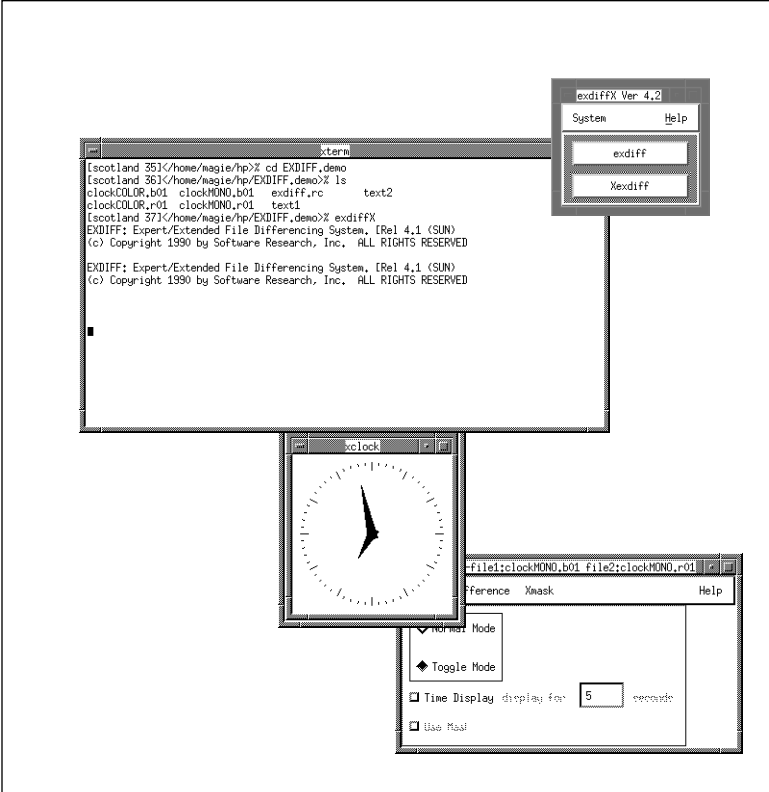 exdiffX Ver 4.2
System Help
exdiff
Xexdiff
xterm
[scotland 35]</home/magie/hp>% cd EXDIFF.demo
[scotland 36]</home/magie/hp/EXDIFF.demo>% ls
clockCOLOR.b01 clockMONO.b01 exdiff.rc text2
clockCOLOR.r01 clockMONO.r01 text1
[scotland 37]</home/magie/hp/EXDIFF.demo>% exdiffX
EXDIFF: Expert/Extended File Differencing System. [Rel 4.1 (SUN)
(c) Copyright 1990 by Software Research, Inc. ALL RIGHTS RESERVED
EXDIFF: Expert/Extended File Differencing System. [Rel 4.1 (SUN)
(c) Copyright 1990 by Software Research, Inc. ALL RIGHTS RESERVED
xclock
-file1:clockMONO.b01 file2:clockMONO.r01
fference Xmask Help
Normal Mode
Toggle Mode
Time Display display for 5 seconds
Use Mask